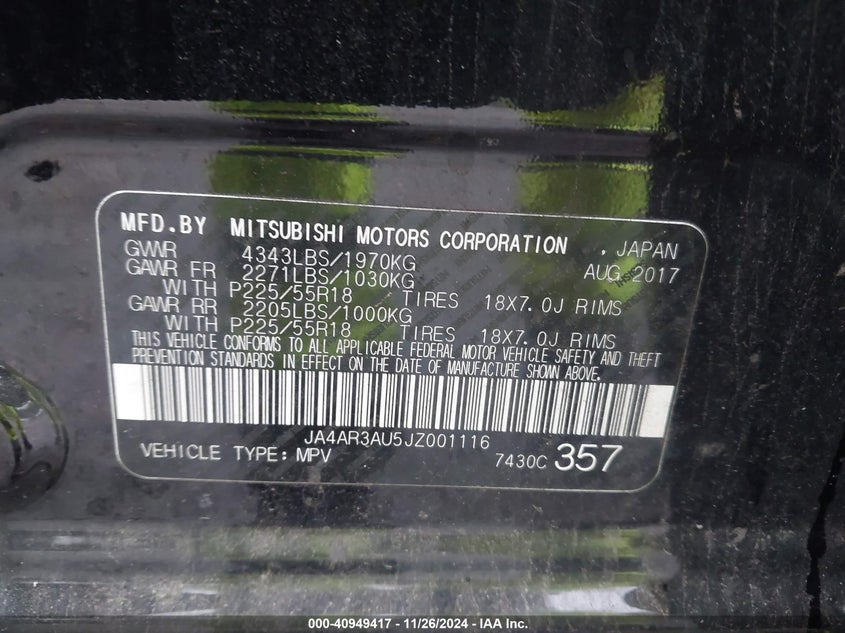 MFD.BY MITSUBISHI MOTORS CORPORATION , JAPAN
GVWR 4343LBS/1970KG AUG 2017
GAWR FR 2271LBS/1030KG
WITH P225/55R18 TIRES 18X7.0J RIMS
GAWR RR 2205LBS/1000KG
WITH P225/55R18 TIRES 18X7.0J RIMS
THIS VEHICLE CONFORMS TO ALL APPLICABLE FEDERAL MOTOR VEHICLE SAFETY AND THEFT
PREVENTION STANDARDS IN EFFECT ON THE DATE OF MANUFACTURE SHOWN ABOVE.
JA4AR3AU5JZ001116
VEHICLE TYPE: MPV 7430C 357
000-40949417 - 11/26/2024 - IAA Inc.